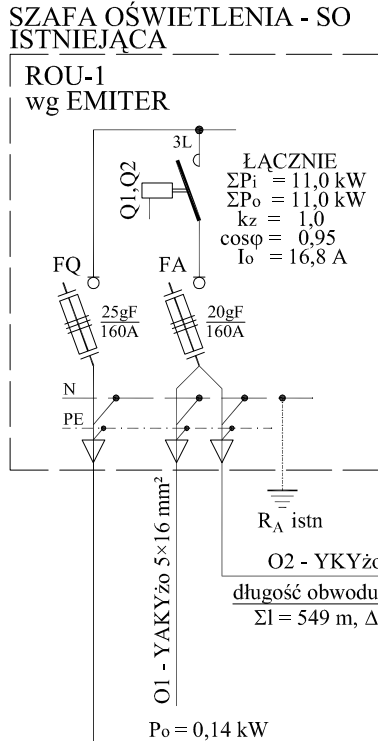 SZAFA OŚWIETLENIA - SO
ISTNIEJĄCA
ROU-1
wg EMITER
3L
Q1,Q2
ŁĄCZNIE
ΣPi = 11,0 kW
ΣPo = 11,0 kW
kz = 1,0
cosφ = 0,95
Io = 16,8 A
FQ
FA
25gF
160A
20gF
160A
N
PE
RA istn
O1 - YAKYżo 5×16 mm²
O2 - YKYżo
długość obwodu
Σl = 549 m, Δ
Po = 0,14 kW